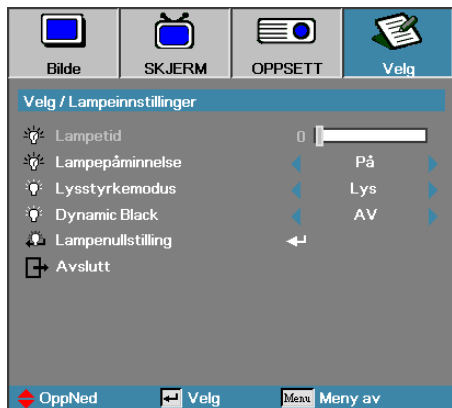 Bilde SKJERM OPPSETT Velg
Velg / Lampeinnstillinger
Lampetid 0
Lampepåminnelse På
Lysstyrkemodus Lys
Dynamic Black AV
Lampenullstilling
Avslutt
OppNed Velg Menu Meny av